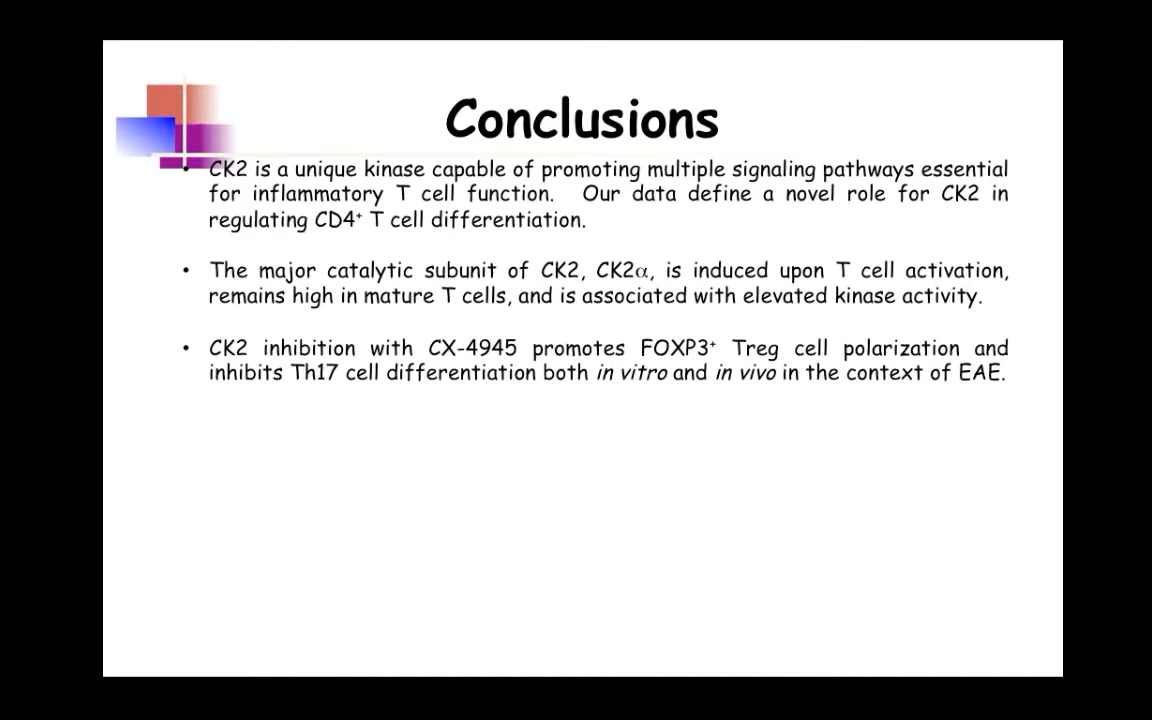 Conclusions
• CK2 is a unique kinase capable of promoting multiple signaling pathways essential
for inflammatory T cell function. Our data define a novel role for CK2 in
regulating CD4⁺ T cell differentiation.
• The major catalytic subunit of CK2, CK2α, is induced upon T cell activation,
remains high in mature T cells, and is associated with elevated kinase activity.
• CK2 inhibition with CX-4945 promotes FOXP3⁺ Treg cell polarization and
inhibits Th17 cell differentiation both in vitro and in vivo in the context of EAE.